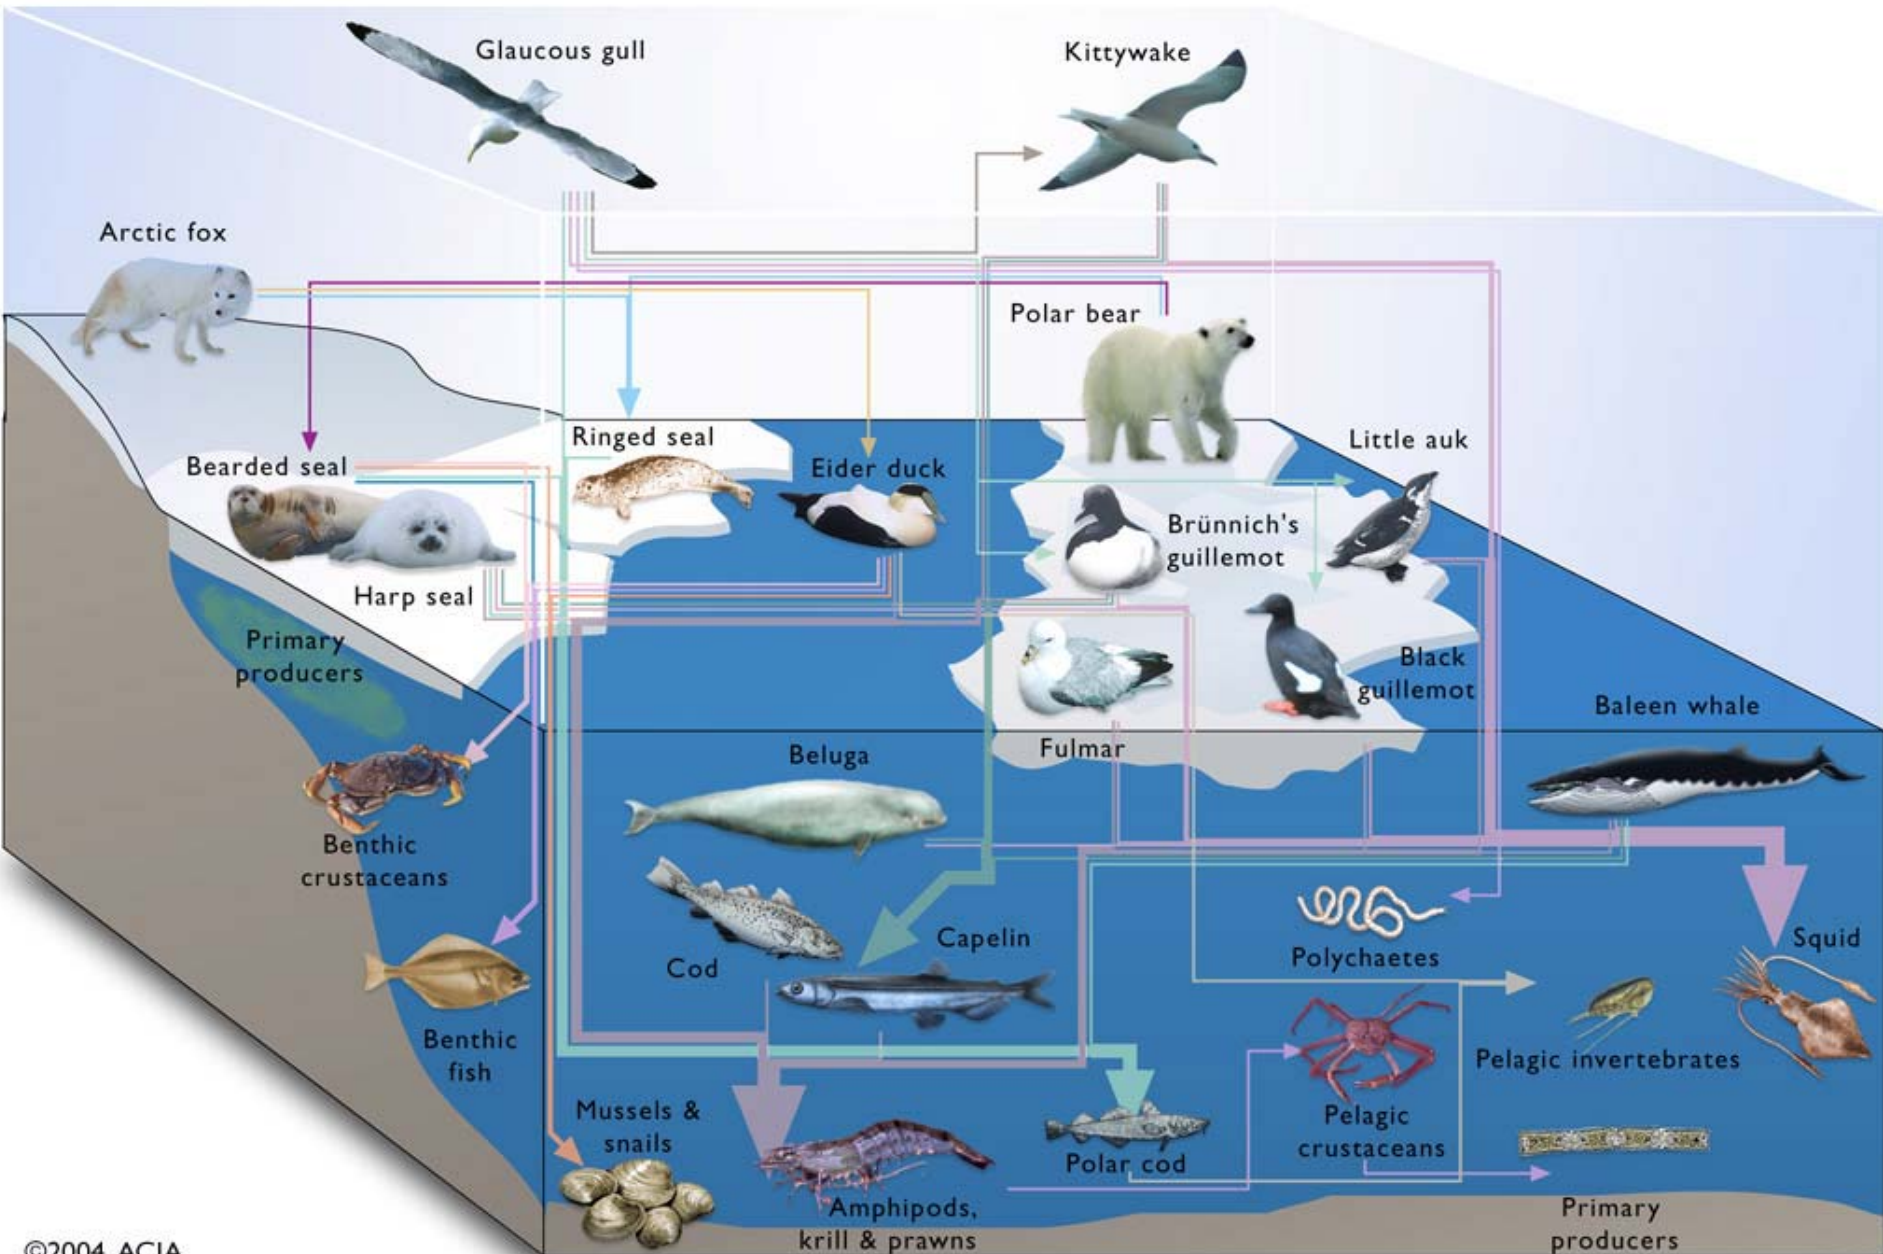 Glaucous gull
Kittywake
Arctic fox
Polar bear
Ringed seal
Little auk
Bearded seal
Eider duck
Brünnich's
guillemot
Harp seal
Primary
producers
Black
guillemot
Baleen whale
Fulmar
Beluga
Benthic
crustaceans
Capelin
Squid
Cod
Polychaetes
Benthic
fish
Pelagic invertebrates
Mussels &
snails
Pelagic
crustaceans
Polar cod
Amphipods,
krill & prawns
Primary
producers
©2004 ACIA